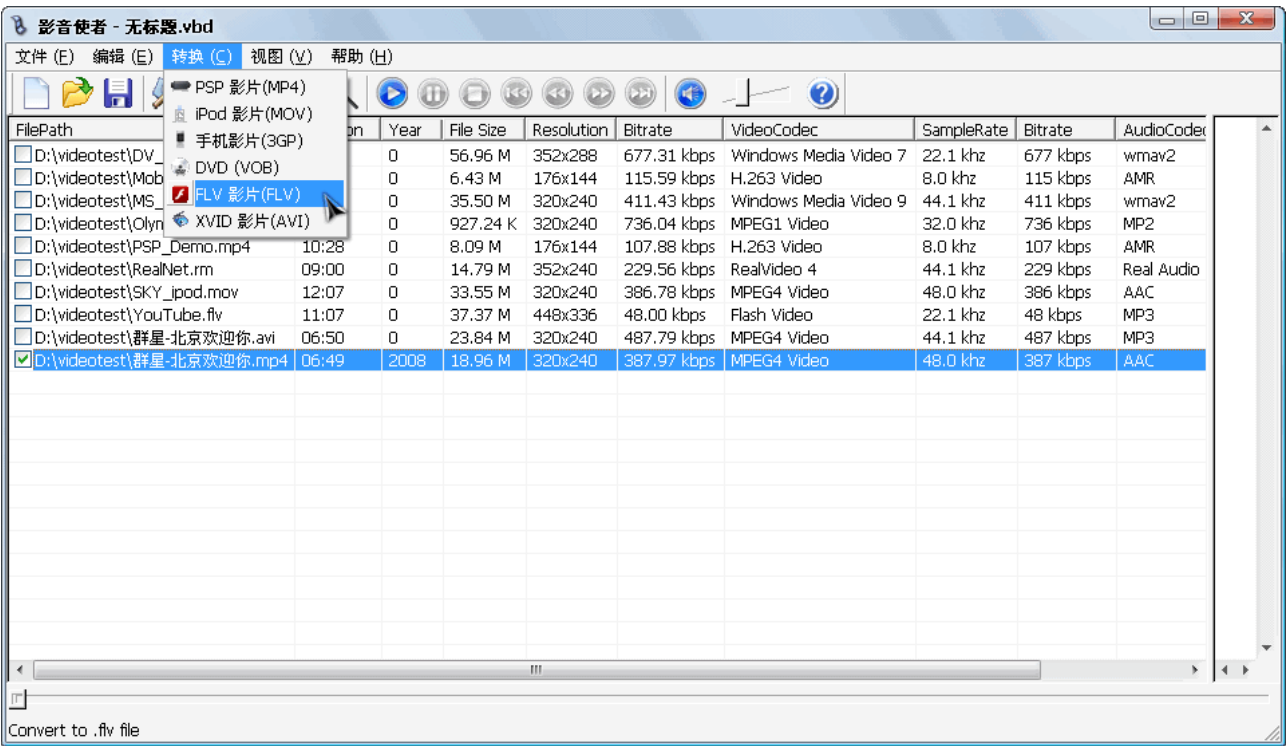 影音使者 - 无标题.vbd
文件 (F) 编辑 (E) 转换 (C) 视图 (V) 帮助 (H)
PSP 影片(MP4)
iPod 影片(MOV)
手机影片(3GP)
DVD (VOB)
FLV 影片(FLV)
XVID 影片(AVI)
FilePath Year File Size Resolution Bitrate VideoCodec SampleRate Bitrate AudioCodec
D:\videotest\DV_ 0 56.96 M 352x288 677.31 kbps Windows Media Video 7 22.1 khz 677 kbps wmav2
D:\videotest\Mob 0 6.43 M 176x144 115.59 kbps H.263 Video 8.0 khz 115 kbps AMR
D:\videotest\MS_ 0 35.50 M 320x240 411.43 kbps Windows Media Video 9 44.1 khz 411 kbps wmav2
D:\videotest\Olyn 0 927.24 K 320x240 736.04 kbps MPEG1 Video 32.0 khz 736 kbps MP2
D:\videotest\PSP_Demo.mp4 10:28 0 8.09 M 176x144 107.88 kbps H.263 Video 8.0 khz 107 kbps AMR
D:\videotest\RealNet.rm 09:00 0 14.79 M 352x240 229.56 kbps RealVideo 4 44.1 khz 229 kbps Real Audio
D:\videotest\SKY_ipod.mov 12:07 0 33.55 M 320x240 386.78 kbps MPEG4 Video 48.0 khz 386 kbps AAC
D:\videotest\YouTube.flv 11:07 0 37.37 M 448x336 48.00 kbps Flash Video 22.1 khz 48 kbps MP3
D:\videotest\群星-北京欢迎你.avi 06:50 0 23.84 M 320x240 487.79 kbps MPEG4 Video 44.1 khz 487 kbps MP3
D:\videotest\群星-北京欢迎你.mp4 06:49 2008 18.96 M 320x240 387.97 kbps MPEG4 Video 48.0 khz 387 kbps AAC
Convert to .flv file